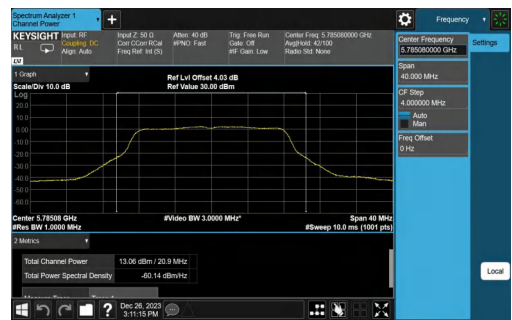 Spectrum Analyzer 1
Channel Power
Frequency
KEYSIGHT Input: RF
R L
Coupling: DC
Align: Auto
Input Z: 50 Ω
Corr CCorr RCal
Freq Ref: Int (S)
Atten: 40 dB
#PNO: Fast
Trig: Free Run
Gate: Off
#IF Gain: Low
Center Freq: 5.785080000 GHz
Avg|Hold: 42/100
Radio Std: None
LV
Center Frequency
5.785080000 GHz
Settings
Span
40.000 MHz
CF Step
4.000000 MHz
Auto
Man
Freq Offset
0 Hz
1 Graph
Scale/Div 10.0 dB
Ref Lvl Offset 4.03 dB
Ref Value 30.00 dBm
Log
20.0
10.0
0.00
-10.0
-20.0
-30.0
-40.0
-50.0
-60.0
Center 5.78508 GHz
#Res BW 1.0000 MHz
#Video BW 3.0000 MHz*
Span 40 MHz
#Sweep 10.0 ms (1001 pts)
2 Metrics
Total Channel Power 13.06 dBm / 20.9 MHz
Total Power Spectral Density -60.14 dBm/Hz
Local
?
Dec 26, 2023
3:11:15 PM